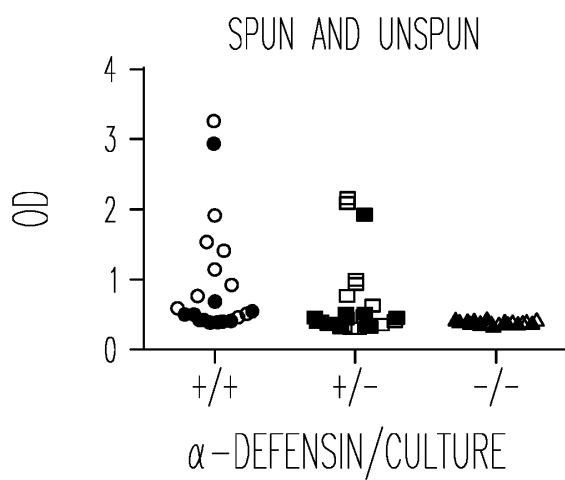 SPUN AND UNSPUN
4
3
2
1
0
OD
+/+ +/− −/−
α−DEFENSIN/CULTURE